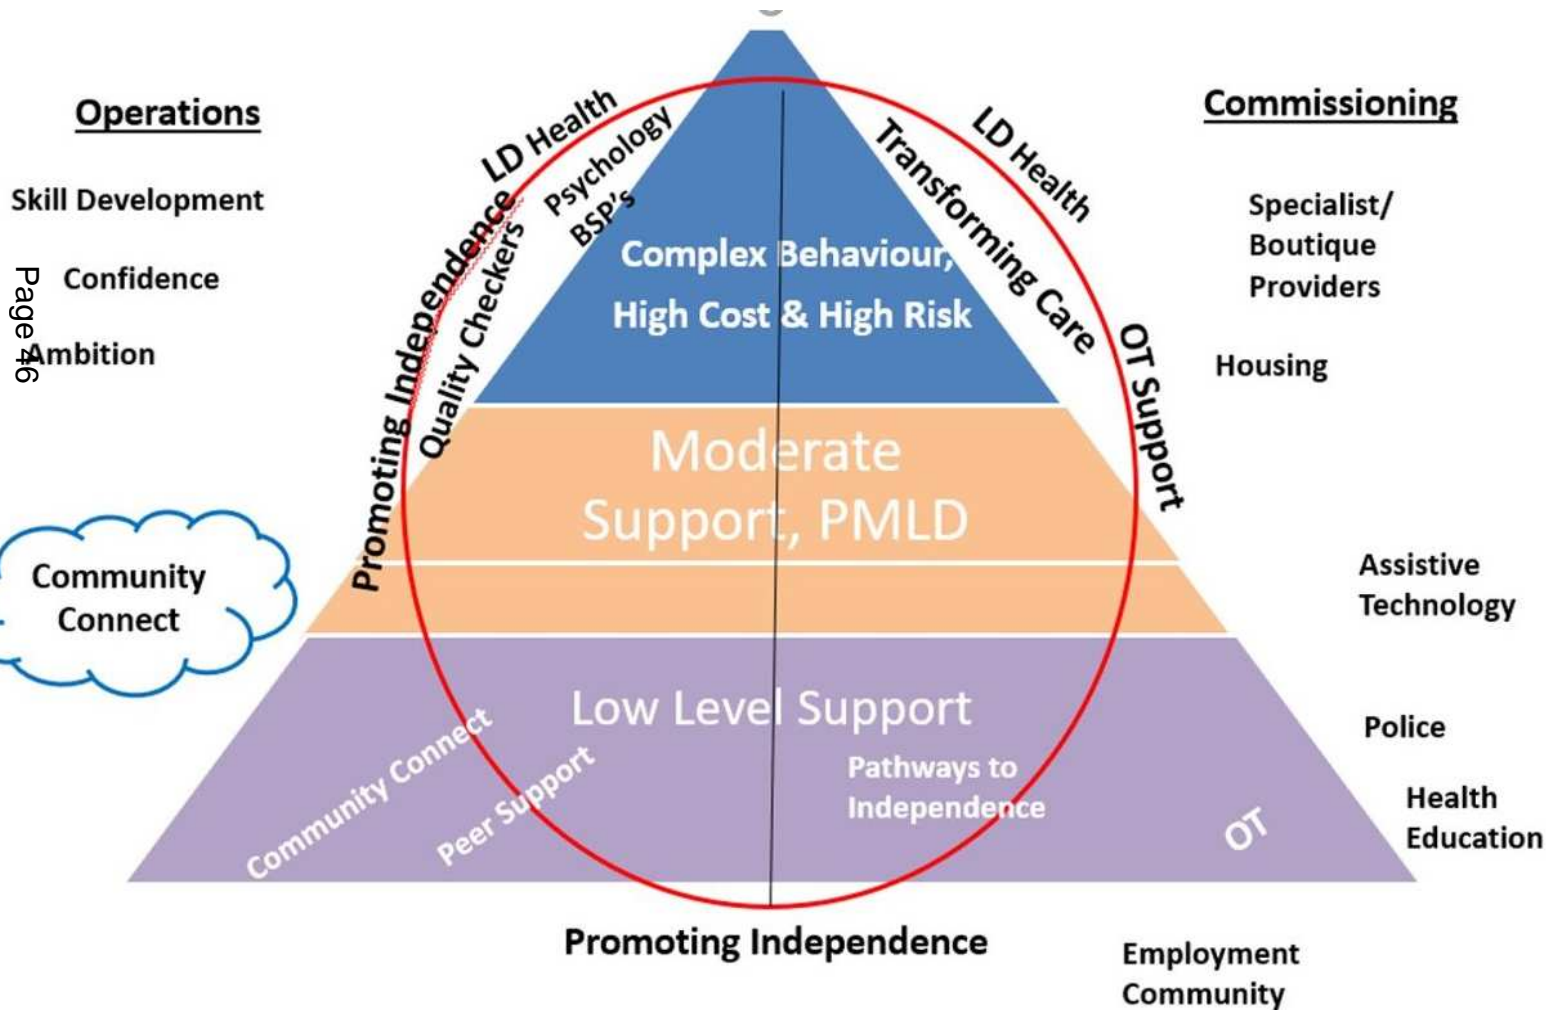 Operations
Skill Development
Confidence
Ambition
Page 46
Community
Connect
LD Health
Psychology
BSP's
Promoting Independence
Quality Checkers
Complex Behaviour,
High Cost & High Risk
Moderate
Support, PMLD
Low Level Support
Community Connect
Peer Support
Pathways to
Independence
OT
Promoting Independence
LD Health
Transforming Care
OT Support
Commissioning
Specialist/
Boutique
Providers
Housing
Assistive
Technology
Police
Health
Education
Employment
Community